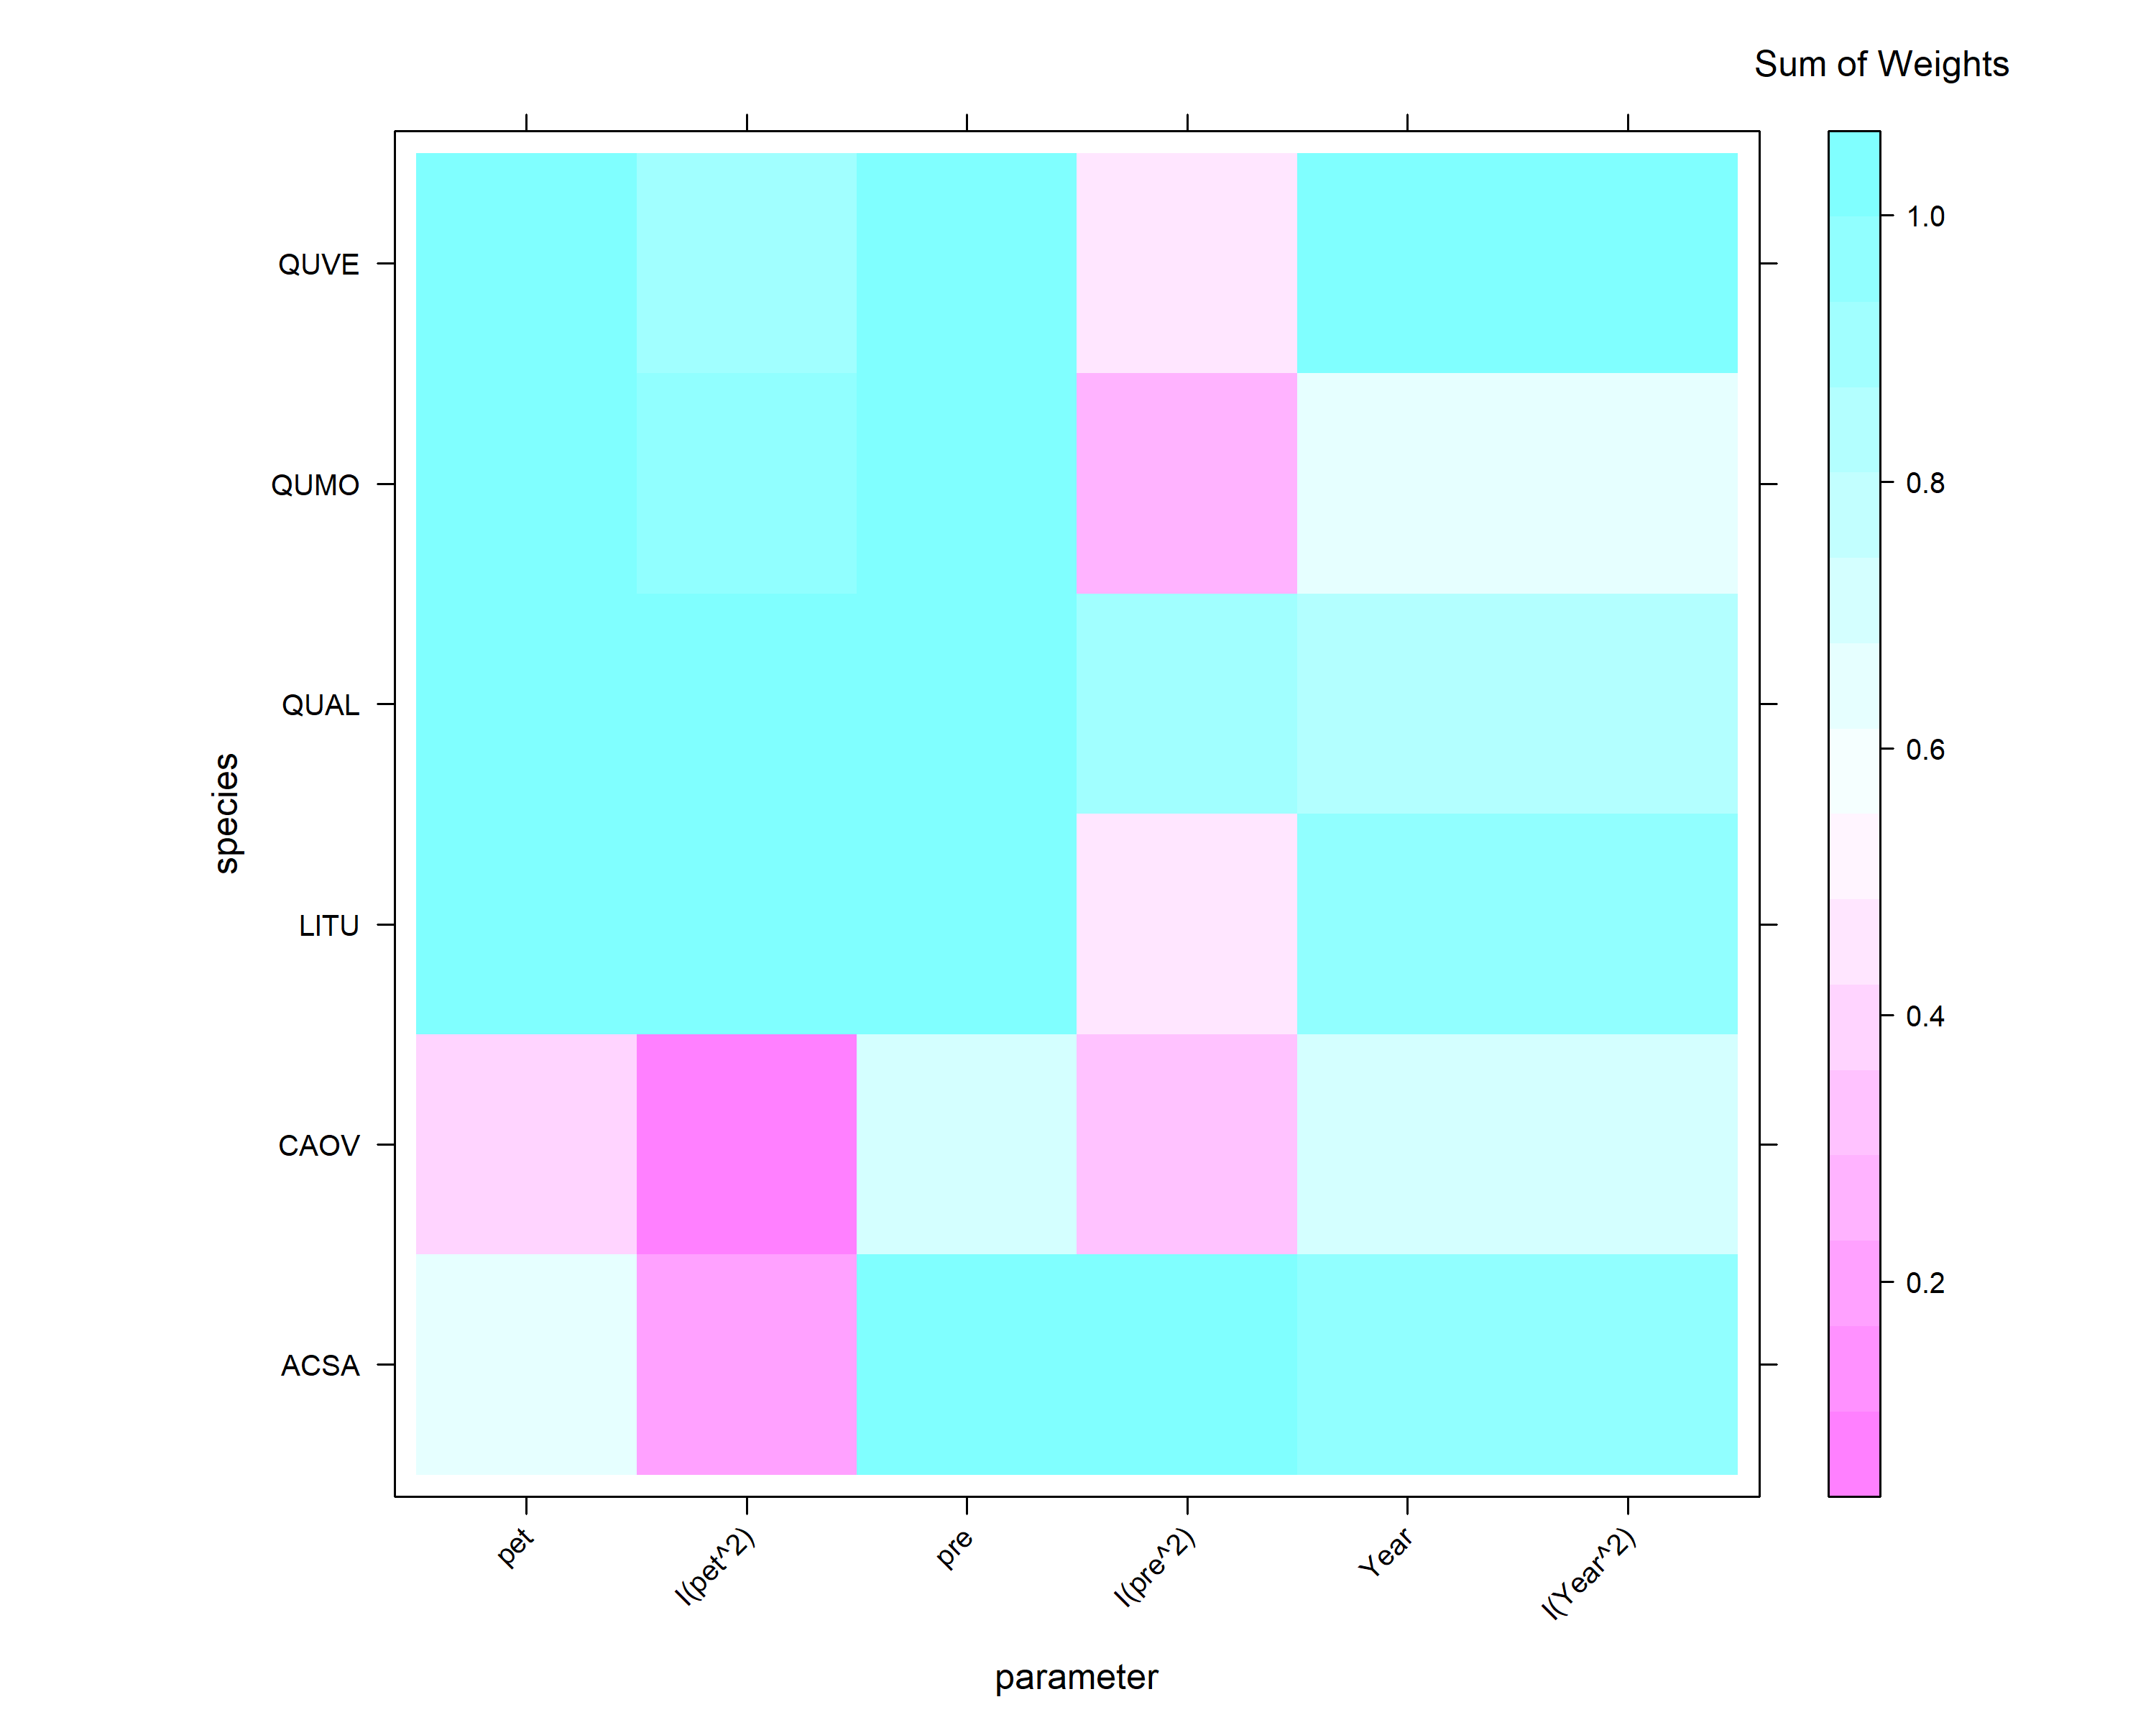 Sum of Weights
1.0
0.8
0.6
0.4
0.2
QUVE
QUMO
QUAL
LITU
CAOV
ACSA
species
pet
I(pet^2)
pre
I(pre^2)
Year
I(Year^2)
parameter